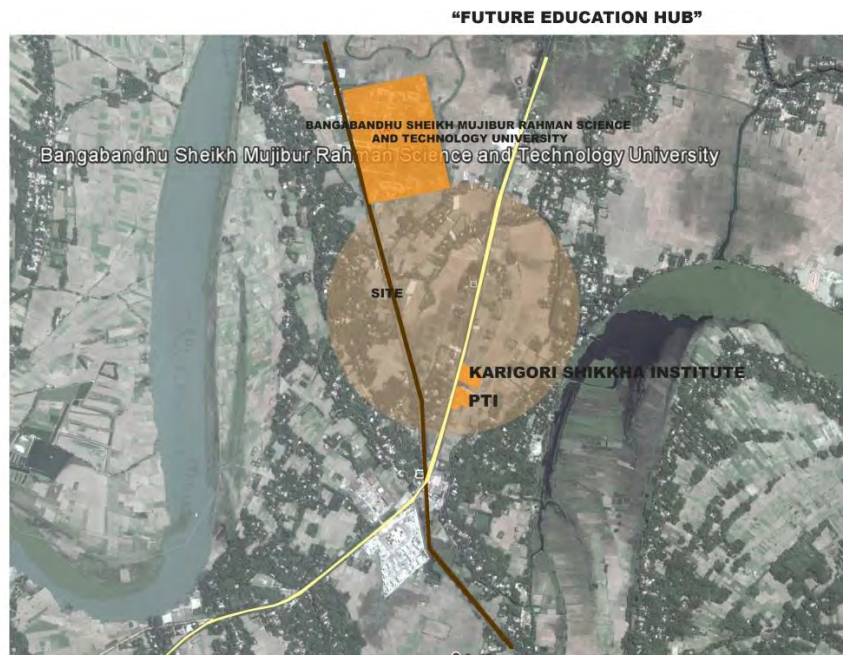 “FUTURE EDUCATION HUB”
BANGABANDHU SHEIKH MUJIBUR RAHMAN SCIENCE
AND TECHNOLOGY UNIVERSITY
Bangabandhu Sheikh Mujibur Rahman Science and Technology University
SITE
KARIGORI SHIKKHA INSTITUTE
PTI